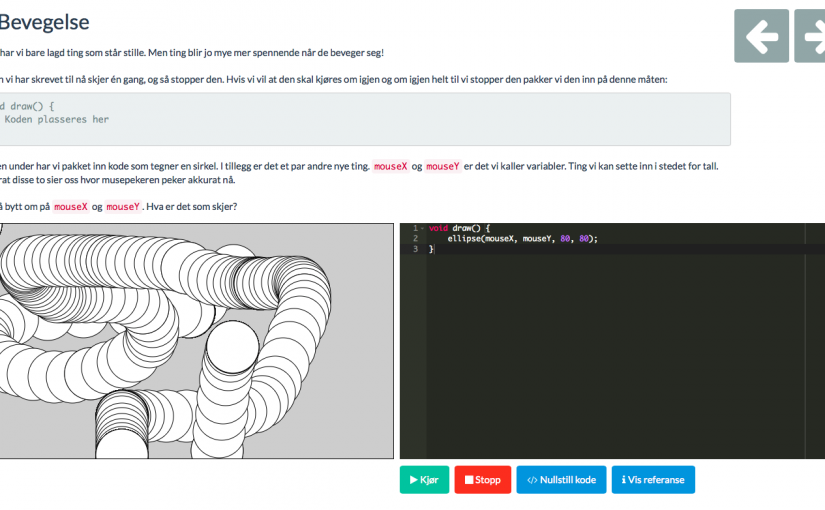 Bevegelse
har vi bare lagd ting som står stille. Men ting blir jo mye mer spennende når de beveger seg!
n vi har skrevet til nå skjer én gang, og så stopper den. Hvis vi vil at den skal kjøres om igjen og om igjen helt til vi stopper den pakker vi den inn på denne måten:
d draw() {
Koden plasseres her
en under har vi pakket inn kode som tegner en sirkel. I tillegg er det et par andre nye ting. mouseX og mouseY er det vi kaller variabler. Ting vi kan sette inn i stedet for tall.
rat disse to sier oss hvor musepekeren peker akkurat nå.
å bytt om på mouseX og mouseY. Hva er det som skjer?
1 void draw() {
2 ellipse(mouseX, mouseY, 80, 80);
3 }
Kjør Stopp </> Nullstill kode i Vis referanse